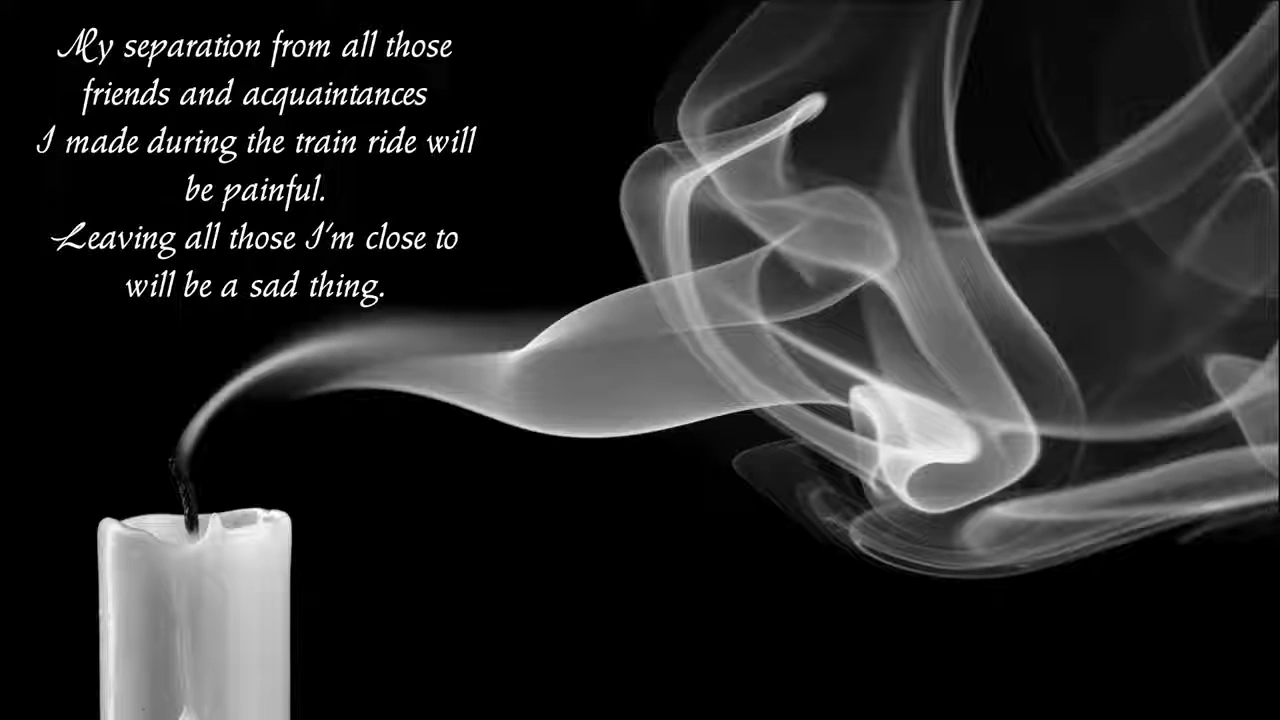 My separation from all those
friends and acquaintances
I made during the train ride will
be painful.
Leaving all those I'm close to
will be a sad thing.